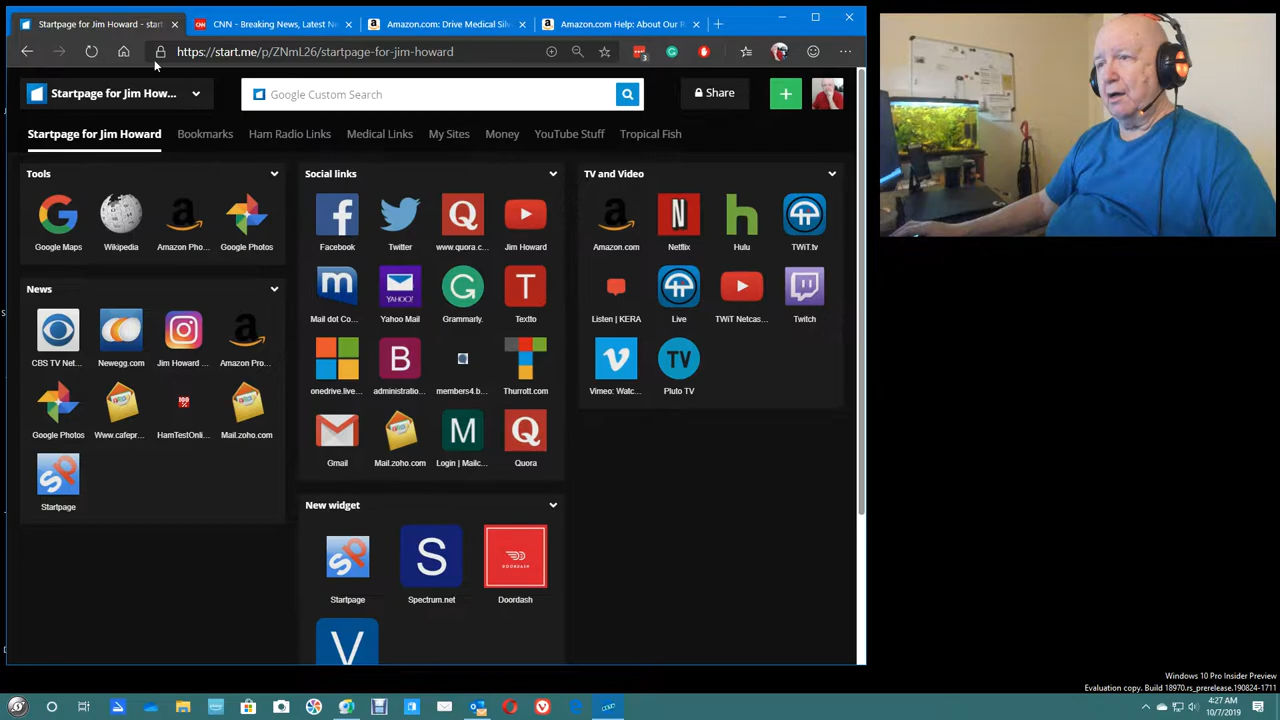 Startpage for Jim Howard - start
CNN - Breaking News, Latest Ne
Amazon.com: Drive Medical Silv
Amazon.com Help: About Our R
https://start.me/p/ZNmL26/startpage-for-jim-howard
3
Startpage for Jim How...
Google Custom Search
Share
Startpage for Jim Howard
Bookmarks
Ham Radio Links
Medical Links
My Sites
Money
YouTube Stuff
Tropical Fish
Tools
Google Maps
Wikipedia
Amazon Pho...
Google Photos
News
CBS TV Net...
Newegg.com
Jim Howard ...
Amazon Pro...
Google Photos
Www.cafepr...
HamTestOnli...
Mail.zoho.com
Startpage
Social links
Facebook
Twitter
www.quora.c...
Jim Howard
Mail dot Co...
Yahoo Mail
Grammarly.
Textto
onedrive.live...
administratio...
members4.b...
Thurrott.com
Gmail
Mail.zoho.com
Login | Mailc...
Quora
New widget
Startpage
Spectrum.net
DOORDASH
Doordash
V
TV and Video
Amazon.com
Netflix
Hulu
TWiT.tv
Listen | KERA
Live
TWiT Netcas...
Twitch
Vimeo: Watc...
Pluto TV
Windows 10 Pro Insider Preview
Evaluation copy. Build 18970.rs_prerelease.190824-1711
4:27 AM
10/7/2019